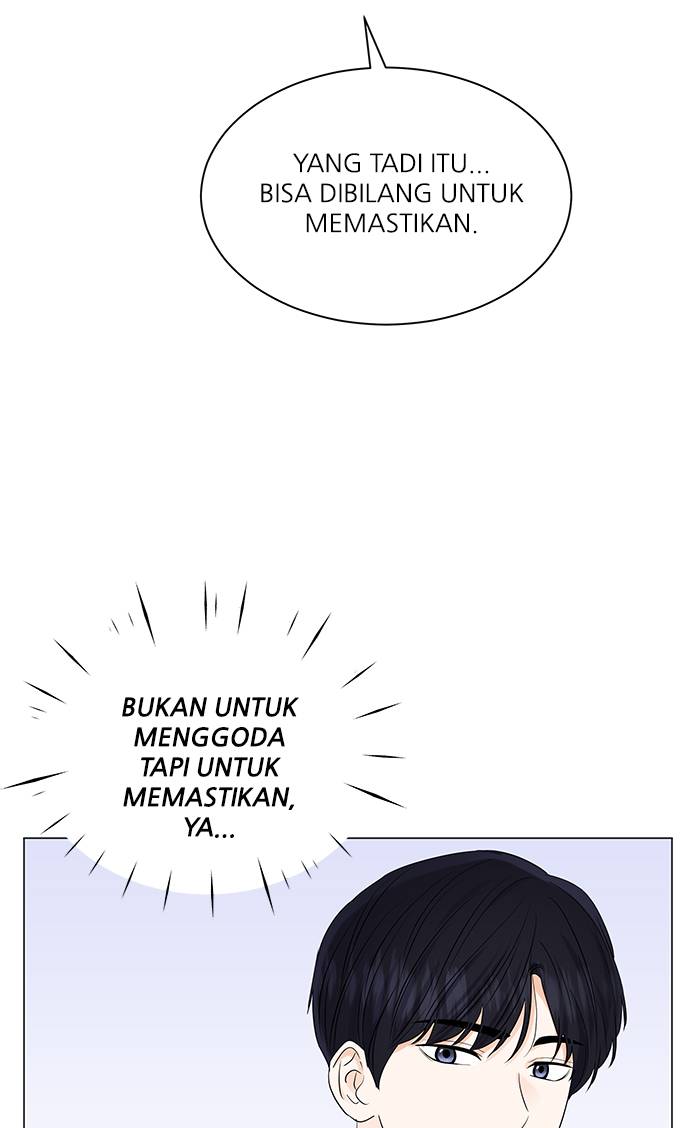 YANG TADI ITU...
BISA DIBILANG UNTUK
MEMASTIKAN.
BUKAN UNTUK
MENGGODA
TAPI UNTUK
MEMASTIKAN,
YA...